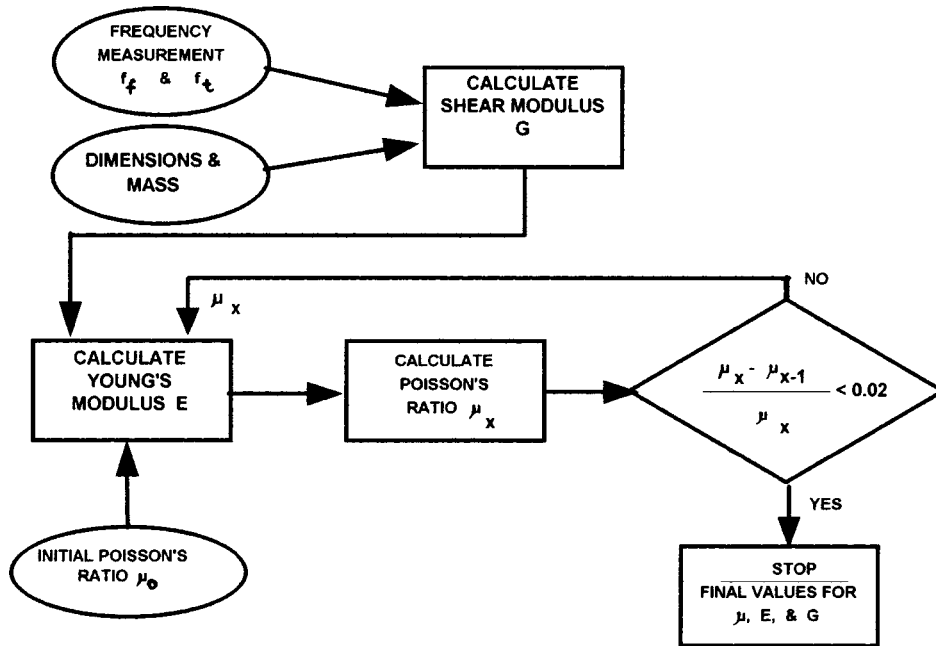 FREQUENCY
MEASUREMENT
f_f & f_t
DIMENSIONS &
MASS
CALCULATE
SHEAR MODULUS
G
μ_x
NO
CALCULATE
YOUNG'S
MODULUS E
CALCULATE
POISSON'S
RATIO μ_x
μ_x - μ_x-1
μ_x
< 0.02
YES
INITIAL POISSON'S
RATIO μ_o
STOP
FINAL VALUES FOR
μ, E, & G